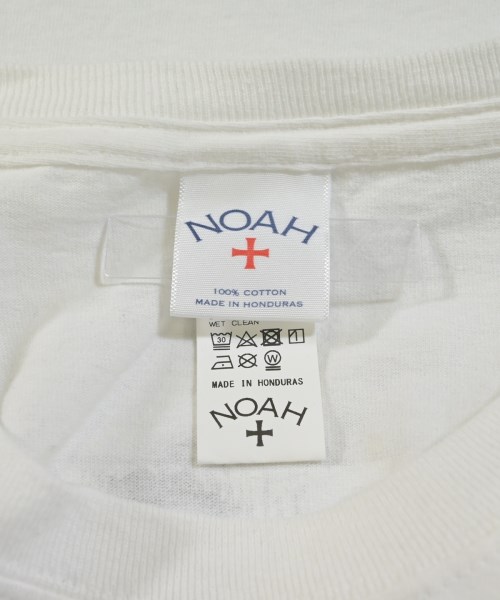 NOAH
100% COTTON
MADE IN HONDURAS
WET CLEAN
30
W
MADE IN HONDURAS
NOAH